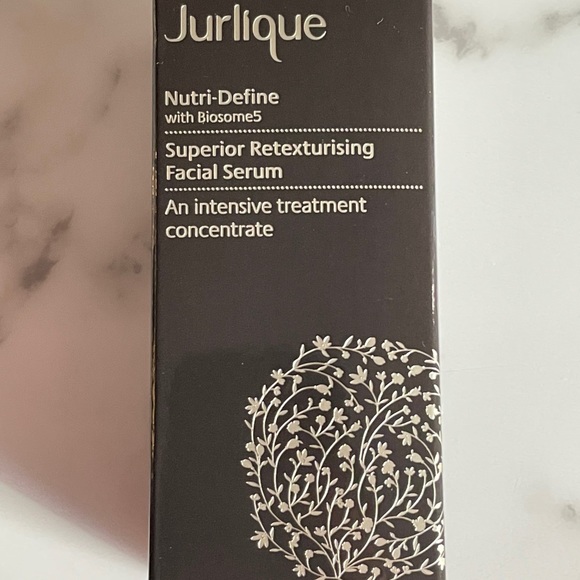 Jurlique
Nutri-Define
with Biosome5
Superior Retexturising
Facial Serum
An intensive treatment
concentrate